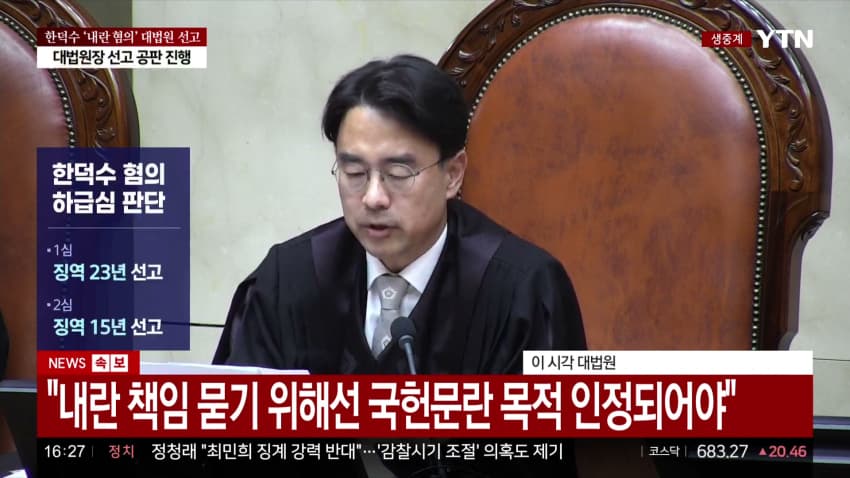 한덕수 '내란 혐의' 대법원 선고
대법원장 선고 공판 진행
생중계
YTN
한덕수 혐의
하급심 판단
•1심
징역 23년 선고
•2심
징역 15년 선고
NEWS 속보
이 시각 대법원
"내란 책임 묻기 위해선 국헌문란 목적 인정되어야"
16:27 정치 정청래 "최민희 징계 강력 반대"…'감찰시기 조절' 의혹도 제기
코스닥 683.27 ▲20.46